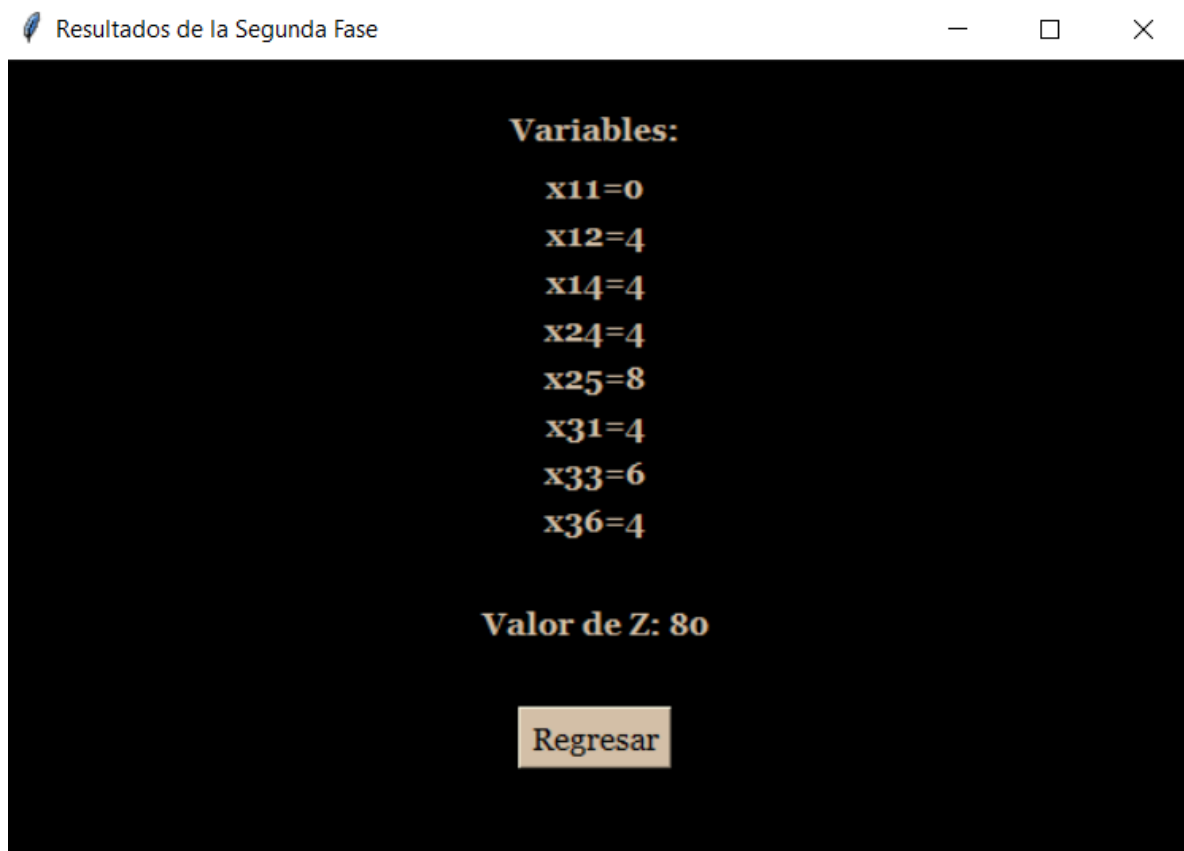 Resultados de la Segunda Fase
Variables:
x11=0
x12=4
x14=4
x24=4
x25=8
x31=4
x33=6
x36=4
Valor de Z: 80
Regresar